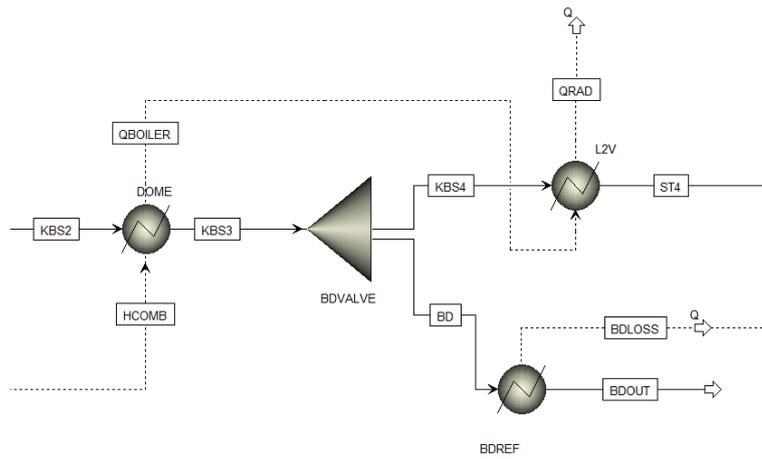 Q
QRAD
QBOILER
L2V
DOME
KBS4
ST4
KBS2
KBS3
BDVALVE
HCOMB
BD
Q
BDLOSS
BDOUT
BDREF